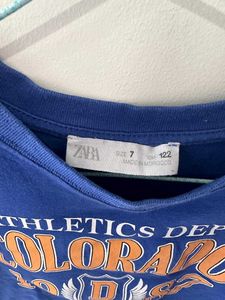 ZARA
SIZE 7
122
MADE IN MOROCCO
ATHLETICS DEP
COLORADO